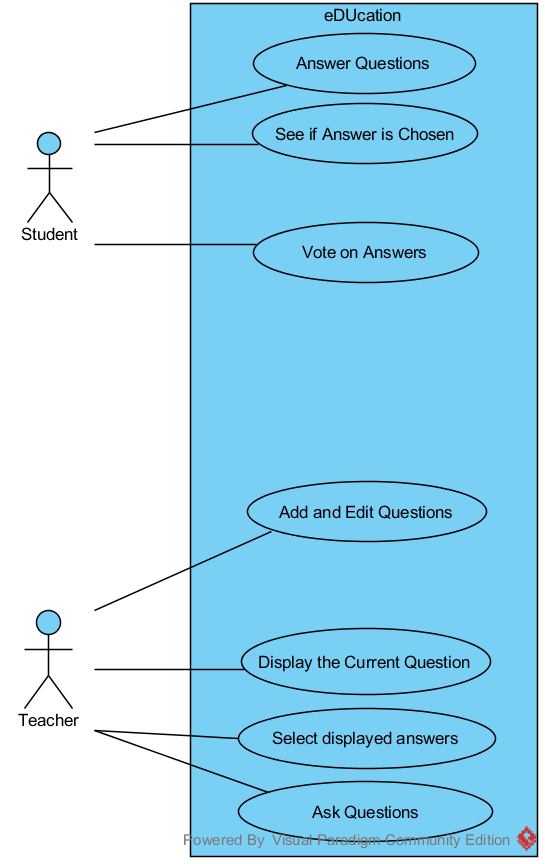 eDUcation
Answer Questions
See if Answer is Chosen
Student
Vote on Answers
Add and Edit Questions
Display the Current Question
Teacher
Select displayed answers
Ask Questions
Powered By Visual Paradigm Community Edition